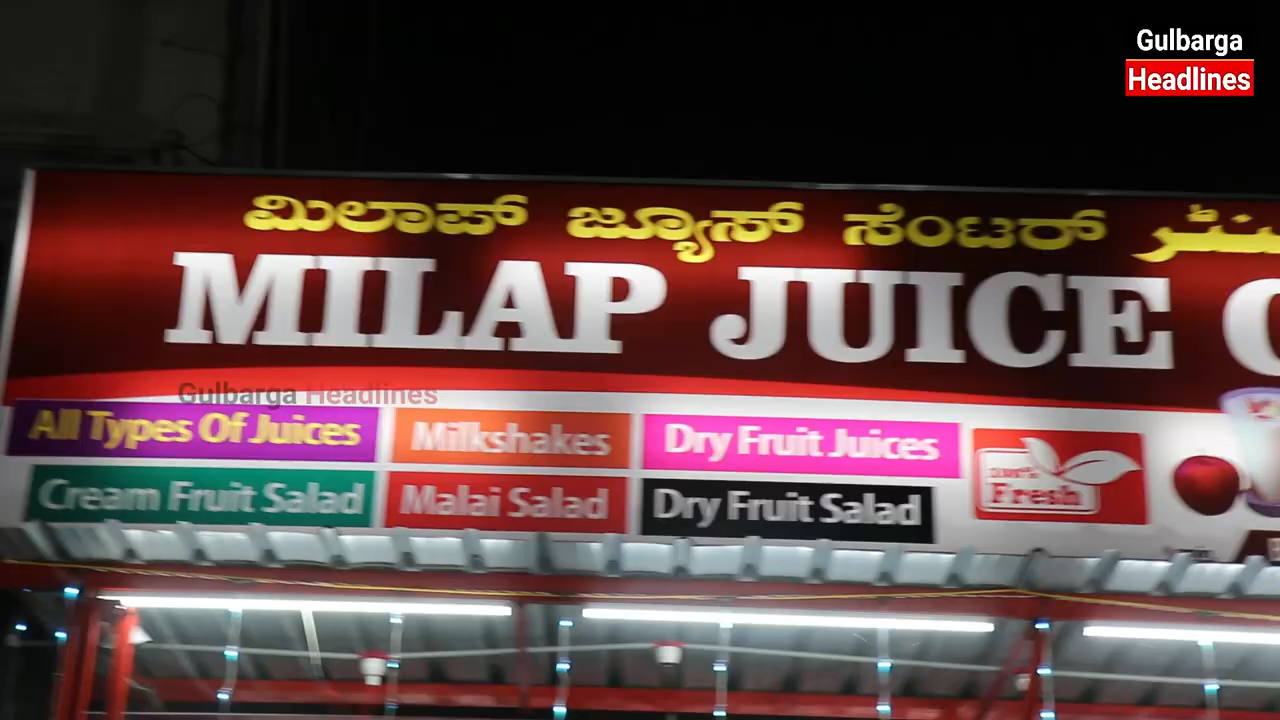 Gulbarga
Headlines
ಮಿಲಾಪ್ ಜ್ಯೂಸ್ ಸೆಂಟರ್
MILAP JUICE C
Gulbarga Headlines
All Types Of Juices Milkshakes Dry Fruit Juices
Cream Fruit Salad Malai Salad Dry Fruit Salad
100%
Fresh